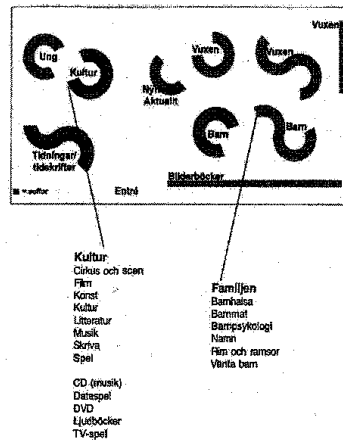 Vuxen
Ung
Kultur
Vuxen
Vuxen
Nytt
Aktuellt
Barn
Barn
Tidningar/
tidskrifter
Bilderböcker
Entré
Kultur
Cirkus och scen
Film
Konst
Kultur
Litteratur
Musik
Skriva
Spel
CD (musik)
Dataspel
DVD
Ljudböcker
TV-spel
Familjen
Barnhälsa
Barnmat
Barnpsykologi
Namn
Rim och ramsor
Vänta barn